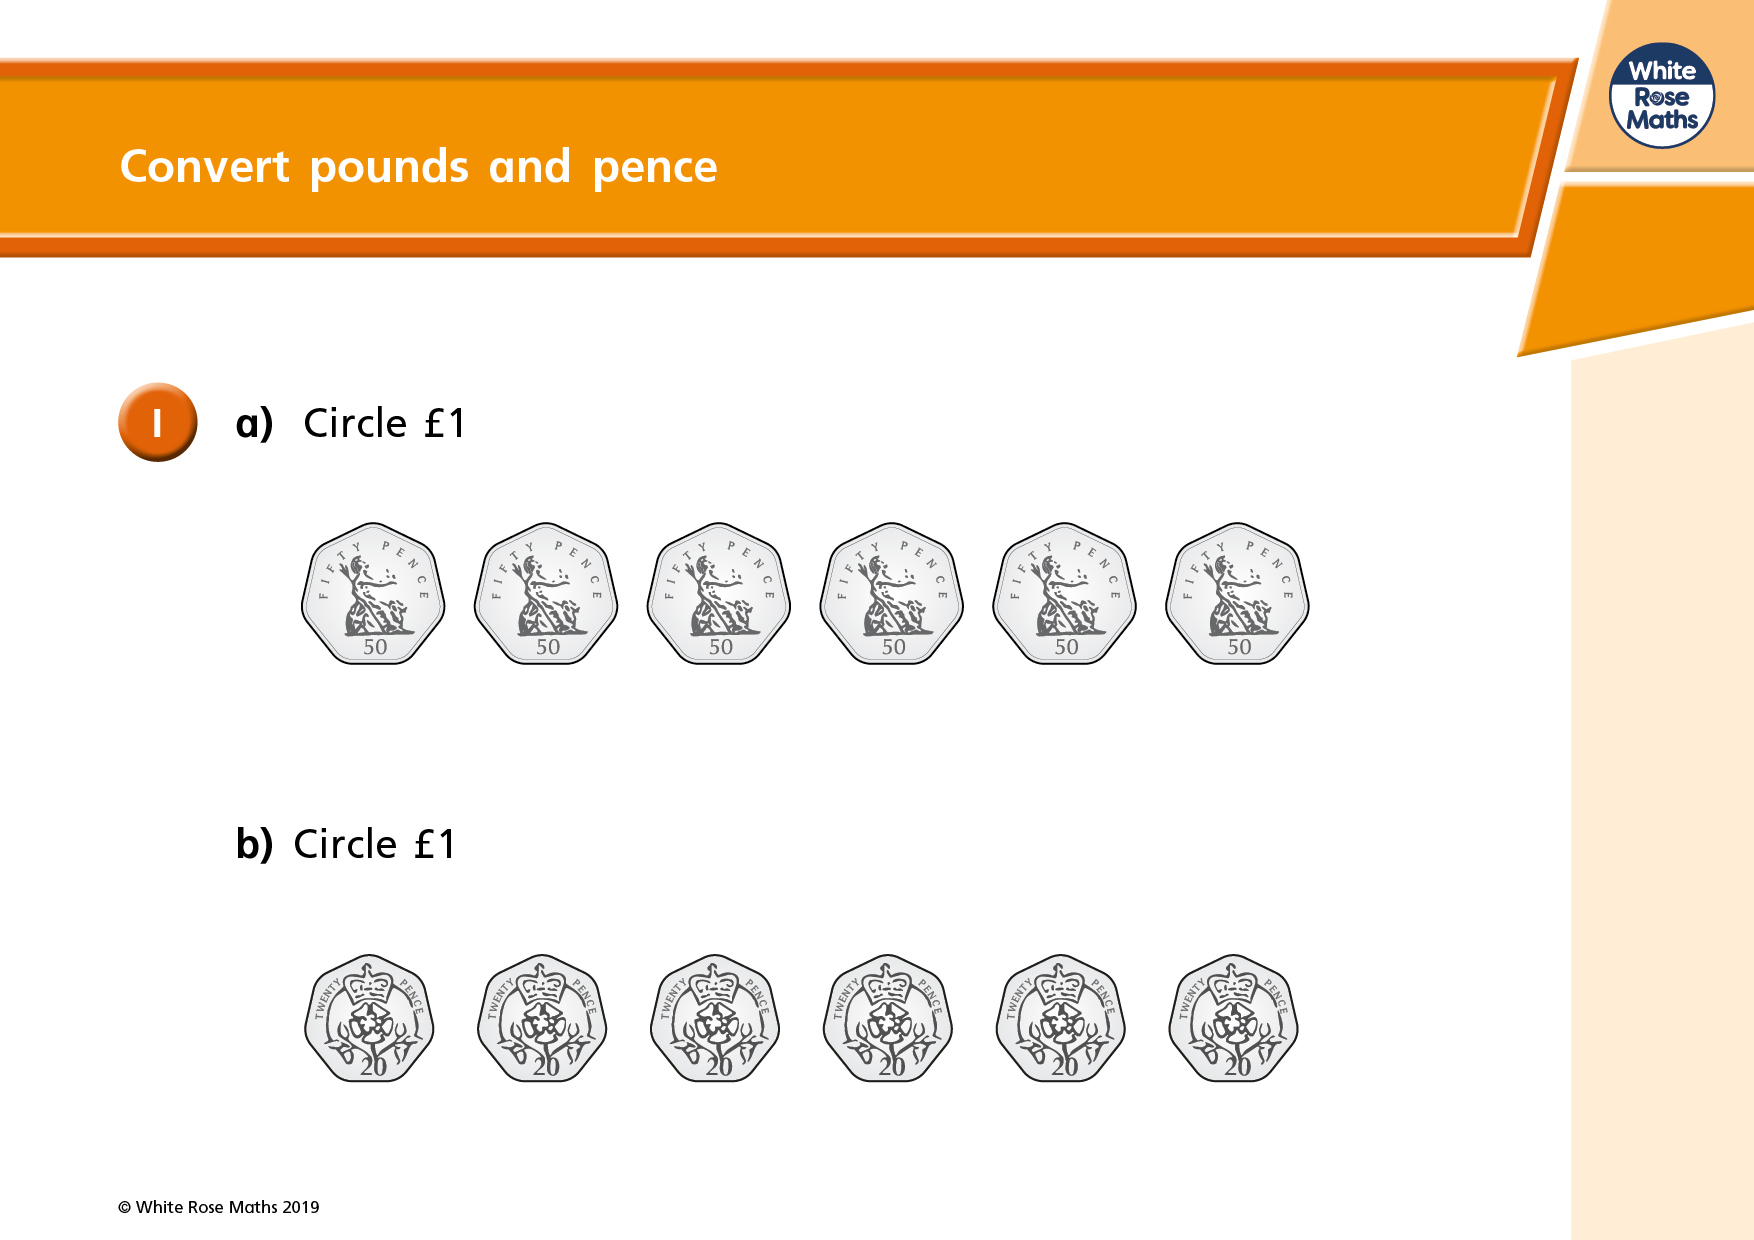 White
Rose
Maths
Convert pounds and pence
1 a) Circle £1
FIFTY PENCE 50 FIFTY PENCE 50 FIFTY PENCE 50 FIFTY PENCE 50 FIFTY PENCE 50 FIFTY PENCE 50
b) Circle £1
TWENTY PENCE 20 TWENTY PENCE 20 TWENTY PENCE 20 TWENTY PENCE 20 TWENTY PENCE 20 TWENTY PENCE 20
© White Rose Maths 2019